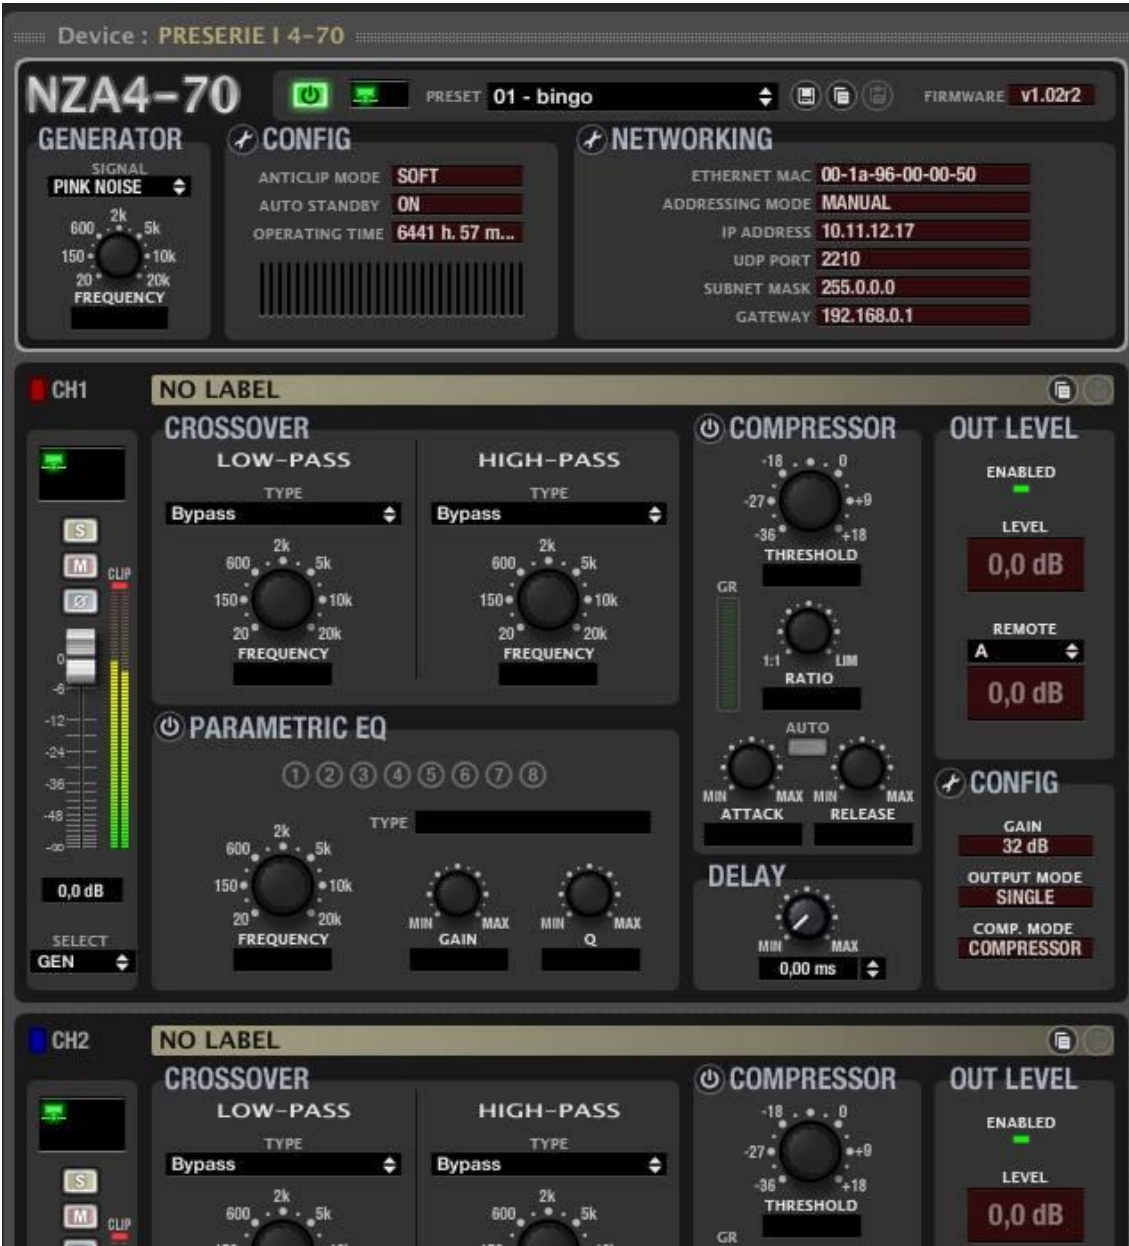 Device : PRESERIE I 4-70
NZA4-70
PRESET 01 - bingo
FIRMWARE v1.02r2
GENERATOR
SIGNAL
PINK NOISE
2k
600 5k
150 10k
20 20k
FREQUENCY
CONFIG
ANTICLIP MODE SOFT
AUTO STANDBY ON
OPERATING TIME 6441 h. 57 m...
NETWORKING
ETHERNET MAC 00-1a-96-00-00-50
ADDRESSING MODE MANUAL
IP ADDRESS 10.11.12.17
UDP PORT 2210
SUBNET MASK 255.0.0.0
GATEWAY 192.168.0.1
CH1
NO LABEL
S
M
CLIP
Ø
0
-6
-12
-24
-36
-48
-∞
0,0 dB
SELECT
GEN
CROSSOVER
LOW-PASS
TYPE
Bypass
2k
600 5k
150 10k
20 20k
FREQUENCY
HIGH-PASS
TYPE
Bypass
2k
600 5k
150 10k
20 20k
FREQUENCY
PARAMETRIC EQ
1 2 3 4 5 6 7 8
TYPE
2k
600 5k
150 10k
20 20k
FREQUENCY
MIN MAX
GAIN
MIN MAX
Q
COMPRESSOR
-18 0
-27 +9
-36 +18
THRESHOLD
GR
1:1 LIM
RATIO
AUTO
MIN MAX MIN MAX
ATTACK RELEASE
DELAY
MIN MAX
0,00 ms
OUT LEVEL
ENABLED
LEVEL
0,0 dB
REMOTE
A
0,0 dB
CONFIG
GAIN
32 dB
OUTPUT MODE
SINGLE
COMP. MODE
COMPRESSOR
CH2
NO LABEL
S
M
CLIP
CROSSOVER
LOW-PASS
TYPE
Bypass
2k
600 5k
HIGH-PASS
TYPE
Bypass
2k
600 5k
COMPRESSOR
-18 0
-27 +9
-36 +18
THRESHOLD
GR
OUT LEVEL
ENABLED
LEVEL
0,0 dB